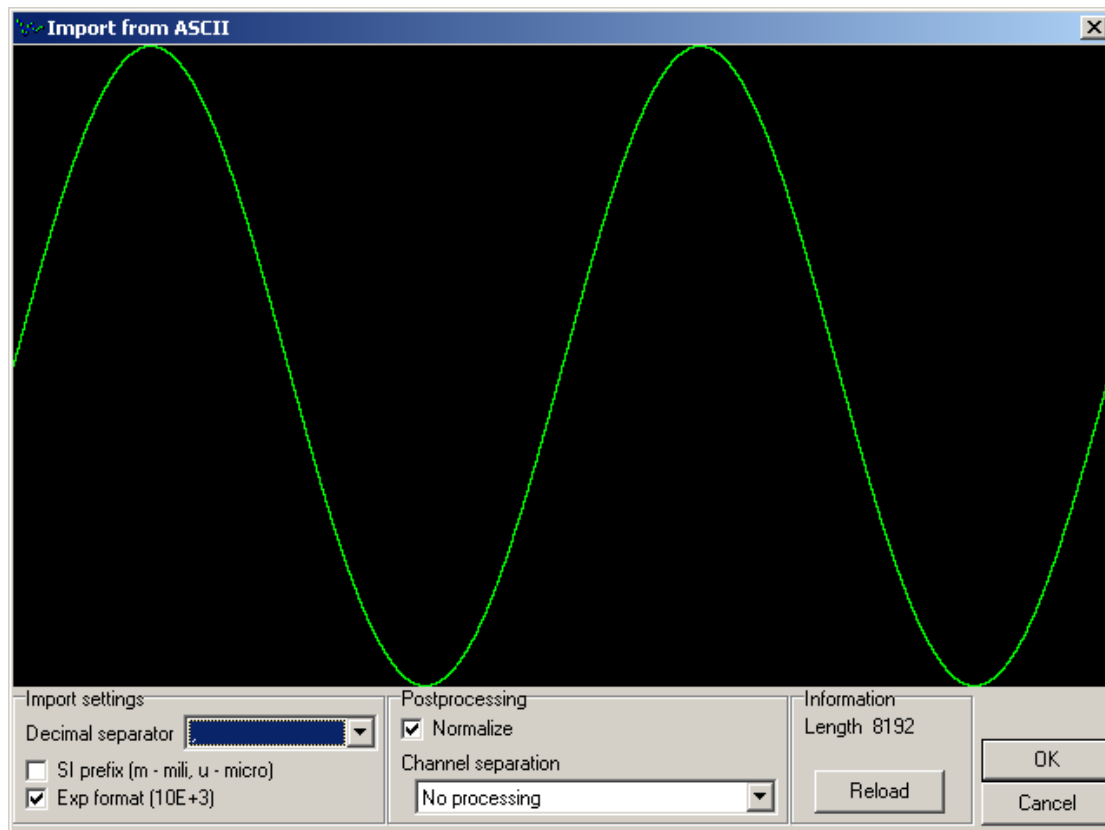 Import from ASCII
Import settings
Decimal separator ,
SI prefix (m - mili, u - micro)
Exp format (10E+3)
Postprocessing
Normalize
Channel separation
No processing
Information
Length 8192
Reload
OK
Cancel